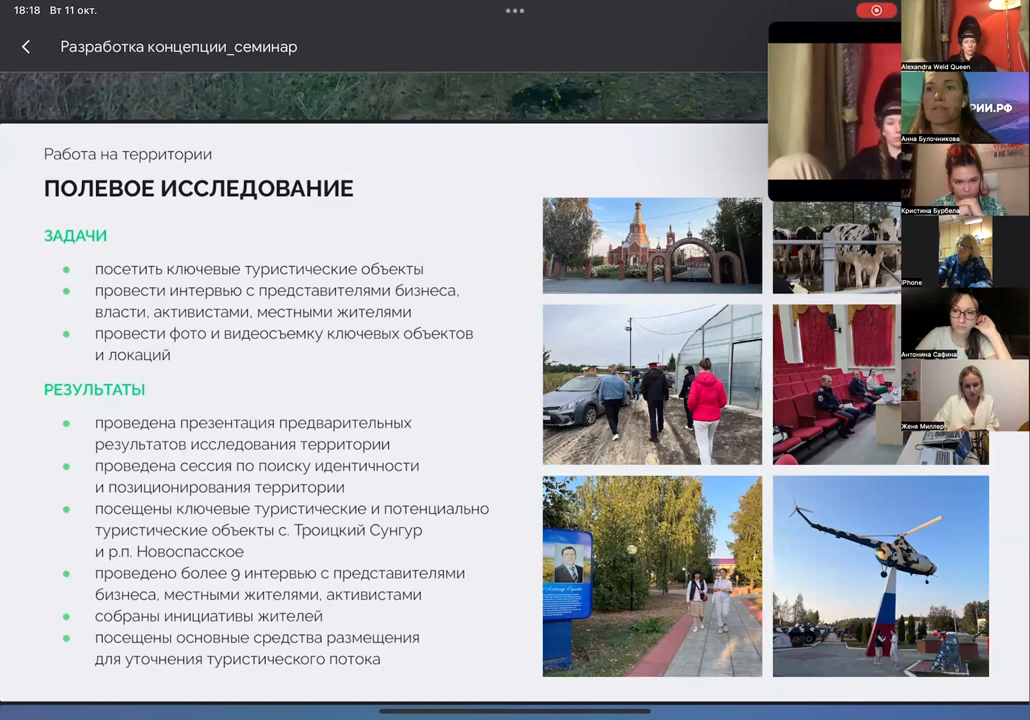 18:18 Вт 11 окт.
Разработка концепции_семинар
Alexandra Weld Queen
РИИ.РФ
Анна Булочникова
Кристина Бурбела
iPhone
Антонина Сафина
Женя Миллер
Работа на территории
ПОЛЕВОЕ ИССЛЕДОВАНИЕ
ЗАДАЧИ
посетить ключевые туристические объекты
провести интервью с представителями бизнеса,
власти, активистами, местными жителями
провести фото и видеосъемку ключевых объектов
и локаций
РЕЗУЛЬТАТЫ
проведена презентация предварительных
результатов исследования территории
проведена сессия по поиску идентичности
и позиционирования территории
посещены ключевые туристические и потенциально
туристические объекты с. Троицкий Сунгур
и р.п. Новоспасское
проведено более 9 интервью с представителями
бизнеса, местными жителями, активистами
собраны инициативы жителей
посещены основные средства размещения
для уточнения туристического потока